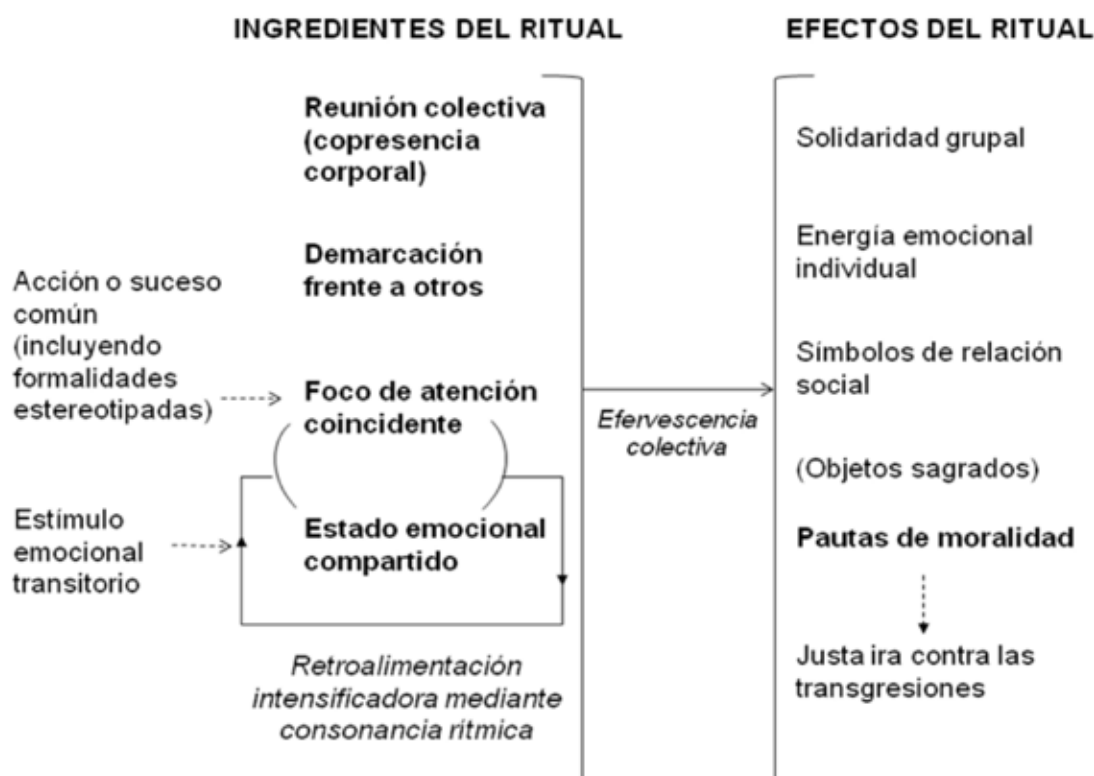 INGREDIENTES DEL RITUAL
EFECTOS DEL RITUAL
Reunión colectiva
(copresencia
corporal)
Demarcación
frente a otros
Acción o suceso
común
(incluyendo
formalidades
estereotipadas)
Foco de atención
coincidente
Estímulo
emocional
transitorio
Estado emocional
compartido
Retroalimentación
intensificadora mediante
consonancia rítmica
Efervescencia
colectiva
Solidaridad grupal
Energía emocional
individual
Símbolos de relación
social
(Objetos sagrados)
Pautas de moralidad
Justa ira contra las
transgresiones